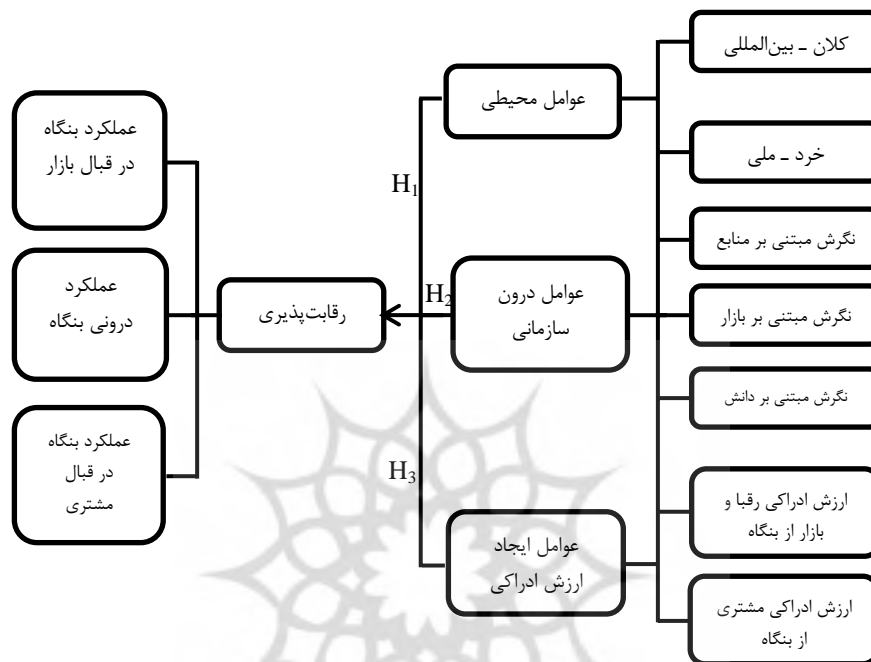 کلان ـ بین‌المللی
خرد ـ ملی
نگرش مبتنی بر منابع
نگرش مبتنی بر بازار
نگرش مبتنی بر دانش
ارزش ادراکی رقبا و
بازار از بنگاه
ارزش ادراکی مشتری
از بنگاه
عوامل محیطی
عوامل درون
سازمانی
عوامل ایجاد
ارزش ادراکی
H₁
H₂
H₃
رقابت‌پذیری
عملکرد بنگاه
در قبال بازار
عملکرد
درونی بنگاه
عملکرد بنگاه
در قبال
مشتری